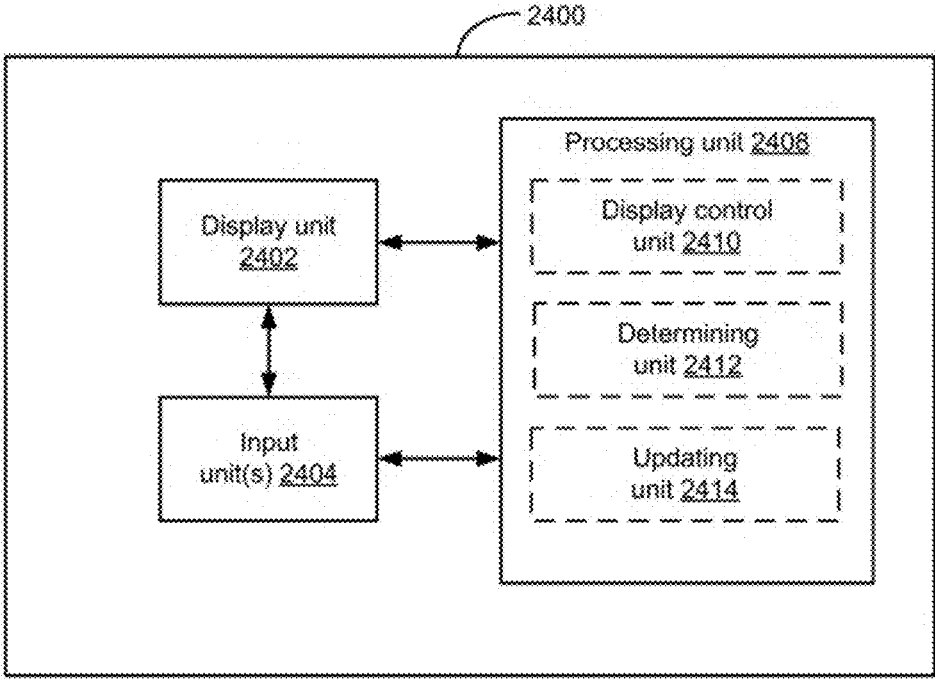 2400
Processing unit 2408
Display control
unit 2410
Display unit
2402
Determining
unit 2412
Input
unit(s) 2404
Updating
unit 2414